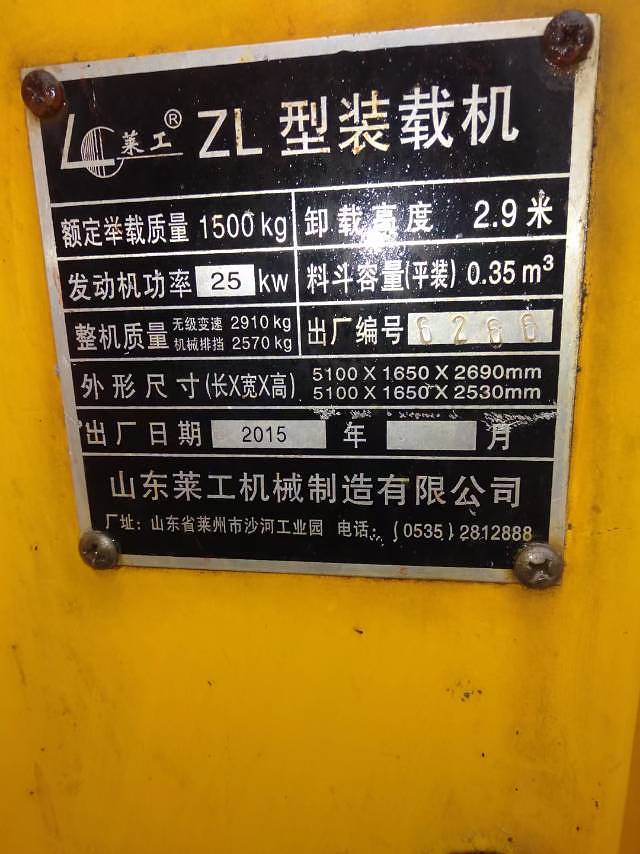 LC 莱工® ZL 型装载机
额定举载质量 1500 kg 卸载高度 2.9 米
发动机功率 25 kw 料斗容量(平装) 0.35 m³
整机质量 无级变速 2910 kg 机械排挡 2570 kg 出厂编号 6266
外形尺寸(长X宽X高) 5100 X 1650 X 2690mm
5100 X 1650 X 2530mm
出厂日期 2015 年 月
山东莱工机械制造有限公司
厂址: 山东省莱州市沙河工业园 电话: (0535)2812888